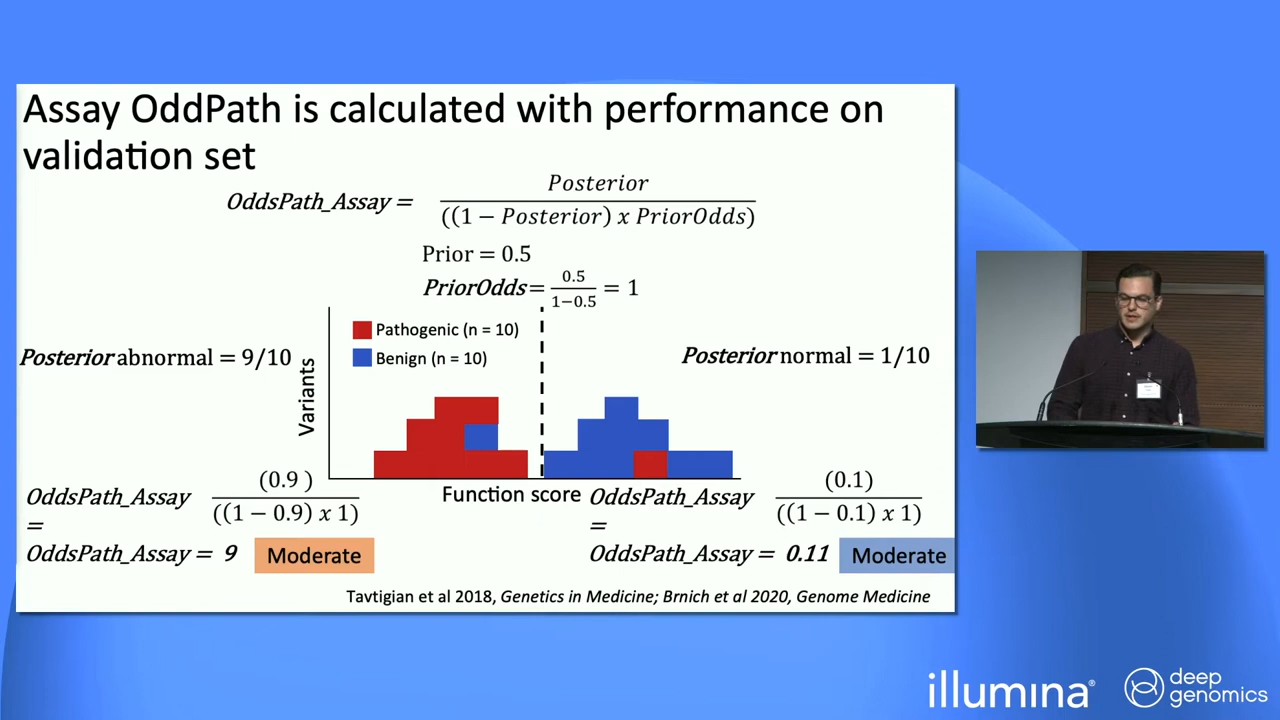 Assay OddPath is calculated with performance on
validation set
OddsPath_Assay = Posterior / ((1 − Posterior) x PriorOdds)
Prior = 0.5
PriorOdds = 0.5 / 1−0.5 = 1
Pathogenic (n = 10)
Benign (n = 10)
Posterior abnormal = 9/10
Posterior normal = 1/10
Variants
Function score
OddsPath_Assay = (0.9 ) / ((1 − 0.9) x 1)
OddsPath_Assay = 9
Moderate
OddsPath_Assay = (0.1) / ((1 − 0.1) x 1)
OddsPath_Assay = 0.11
Moderate
Tavtigian et al 2018, Genetics in Medicine; Brnich et al 2020, Genome Medicine
illumina®
deep
genomics